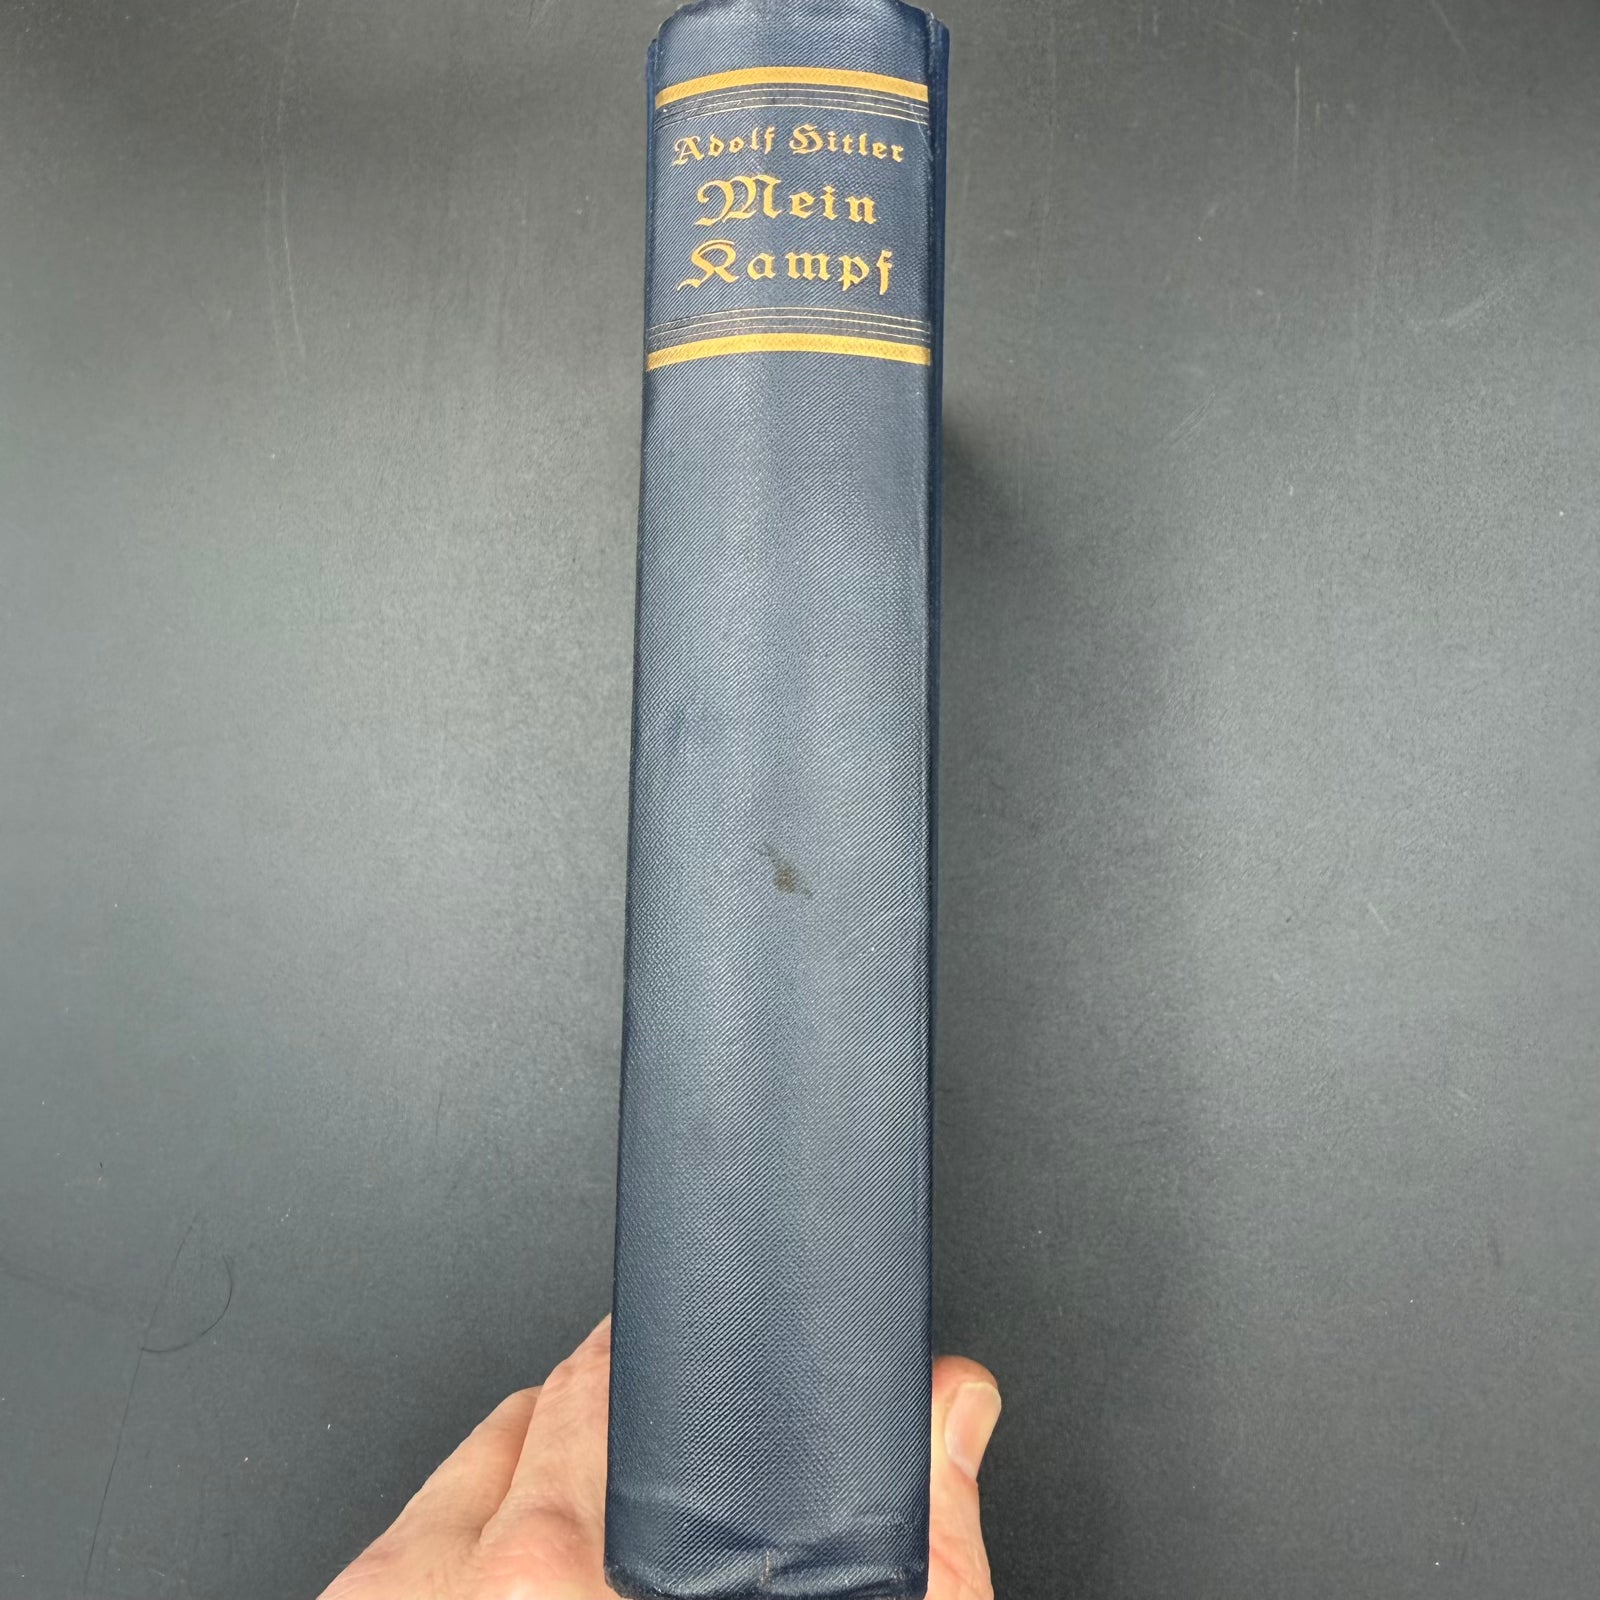 Adolf Hitler
Mein
Kampf